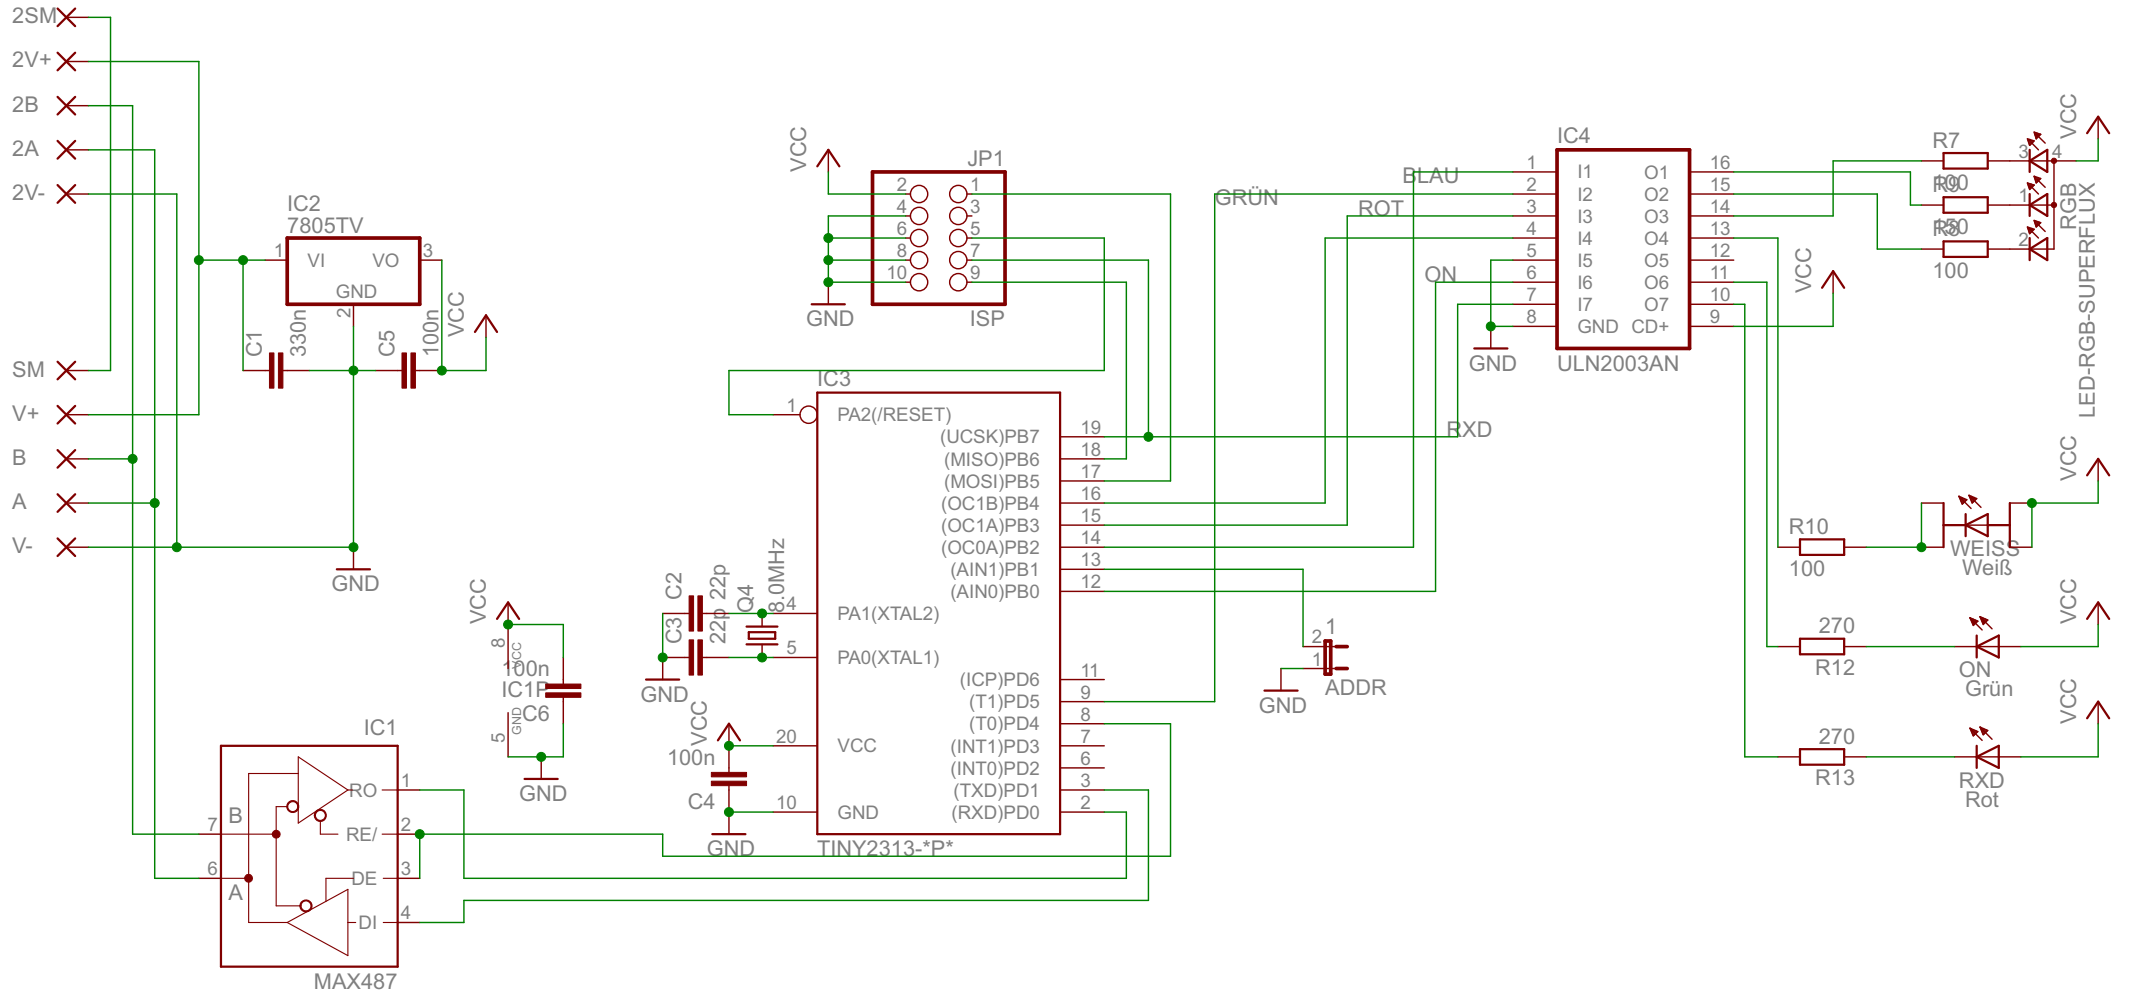 2SM
2V+
2B
2A
2V-
SM
V+
B
A
V-
IC2
7805TV
1
VI
VO
3
GND
2
C1
330n
C5
100n
VCC
GND
VCC
8
VCC
100n
IC1P
C6
GND
5
GND
IC1
B
7
A
6
RO
1
RE/
2
DE
3
DI
4
MAX487
VCC
JP1
2
1
4
3
6
5
8
7
10
9
GND
ISP
IC3
1
PA2(/RESET)
(UCSK)PB7
19
(MISO)PB6
18
(MOSI)PB5
17
(OC1B)PB4
16
(OC1A)PB3
15
(OC0A)PB2
14
(AIN1)PB1
13
(AIN0)PB0
12
4
PA1(XTAL2)
5
PA0(XTAL1)
(ICP)PD6
11
(T1)PD5
9
(T0)PD4
8
(INT1)PD3
7
(INT0)PD2
6
(TXD)PD1
3
(RXD)PD0
2
20
VCC
10
GND
TINY2313-*P*
C2
22p
C3
22p
Q4
8.0MHz
GND
VCC
100n
C4
GND
GRÜN
BLAU
ROT
ON
RXD
2
1
1
ADDR
GND
IC4
1
I1
O1
16
2
I2
O2
15
3
I3
O3
14
4
I4
O4
13
5
I5
O5
12
6
I6
O6
11
7
I7
O7
10
8
GND
CD+
9
ULN2003AN
GND
VCC
R7
100
R9
R8
100
3
4
1
2
VCC
RGB
LED-RGB-SUPERFLUX
R10
100
WEISS
Weiß
VCC
270
R12
ON
Grün
VCC
270
R13
RXD
Rot
VCC